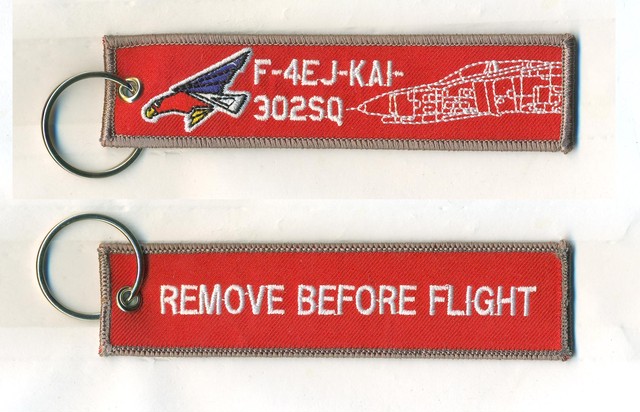 F-4EJ-KAI-
302SQ
REMOVE BEFORE FLIGHT